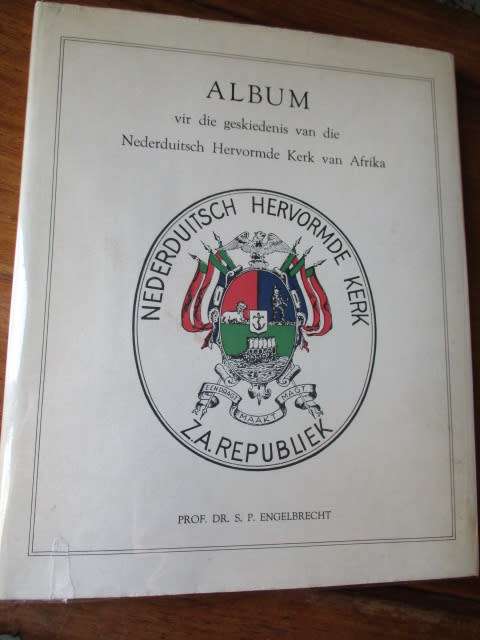 ALBUM
vir die geskiedenis van die
Nederduitsch Hervormde Kerk van Afrika
NEDERDUITSCH HERVORMDE KERK
EENDRAGT
MAAKT
MAGT
Z.A. REPUBLIEK
PROF. DR. S. P. ENGELBRECHT